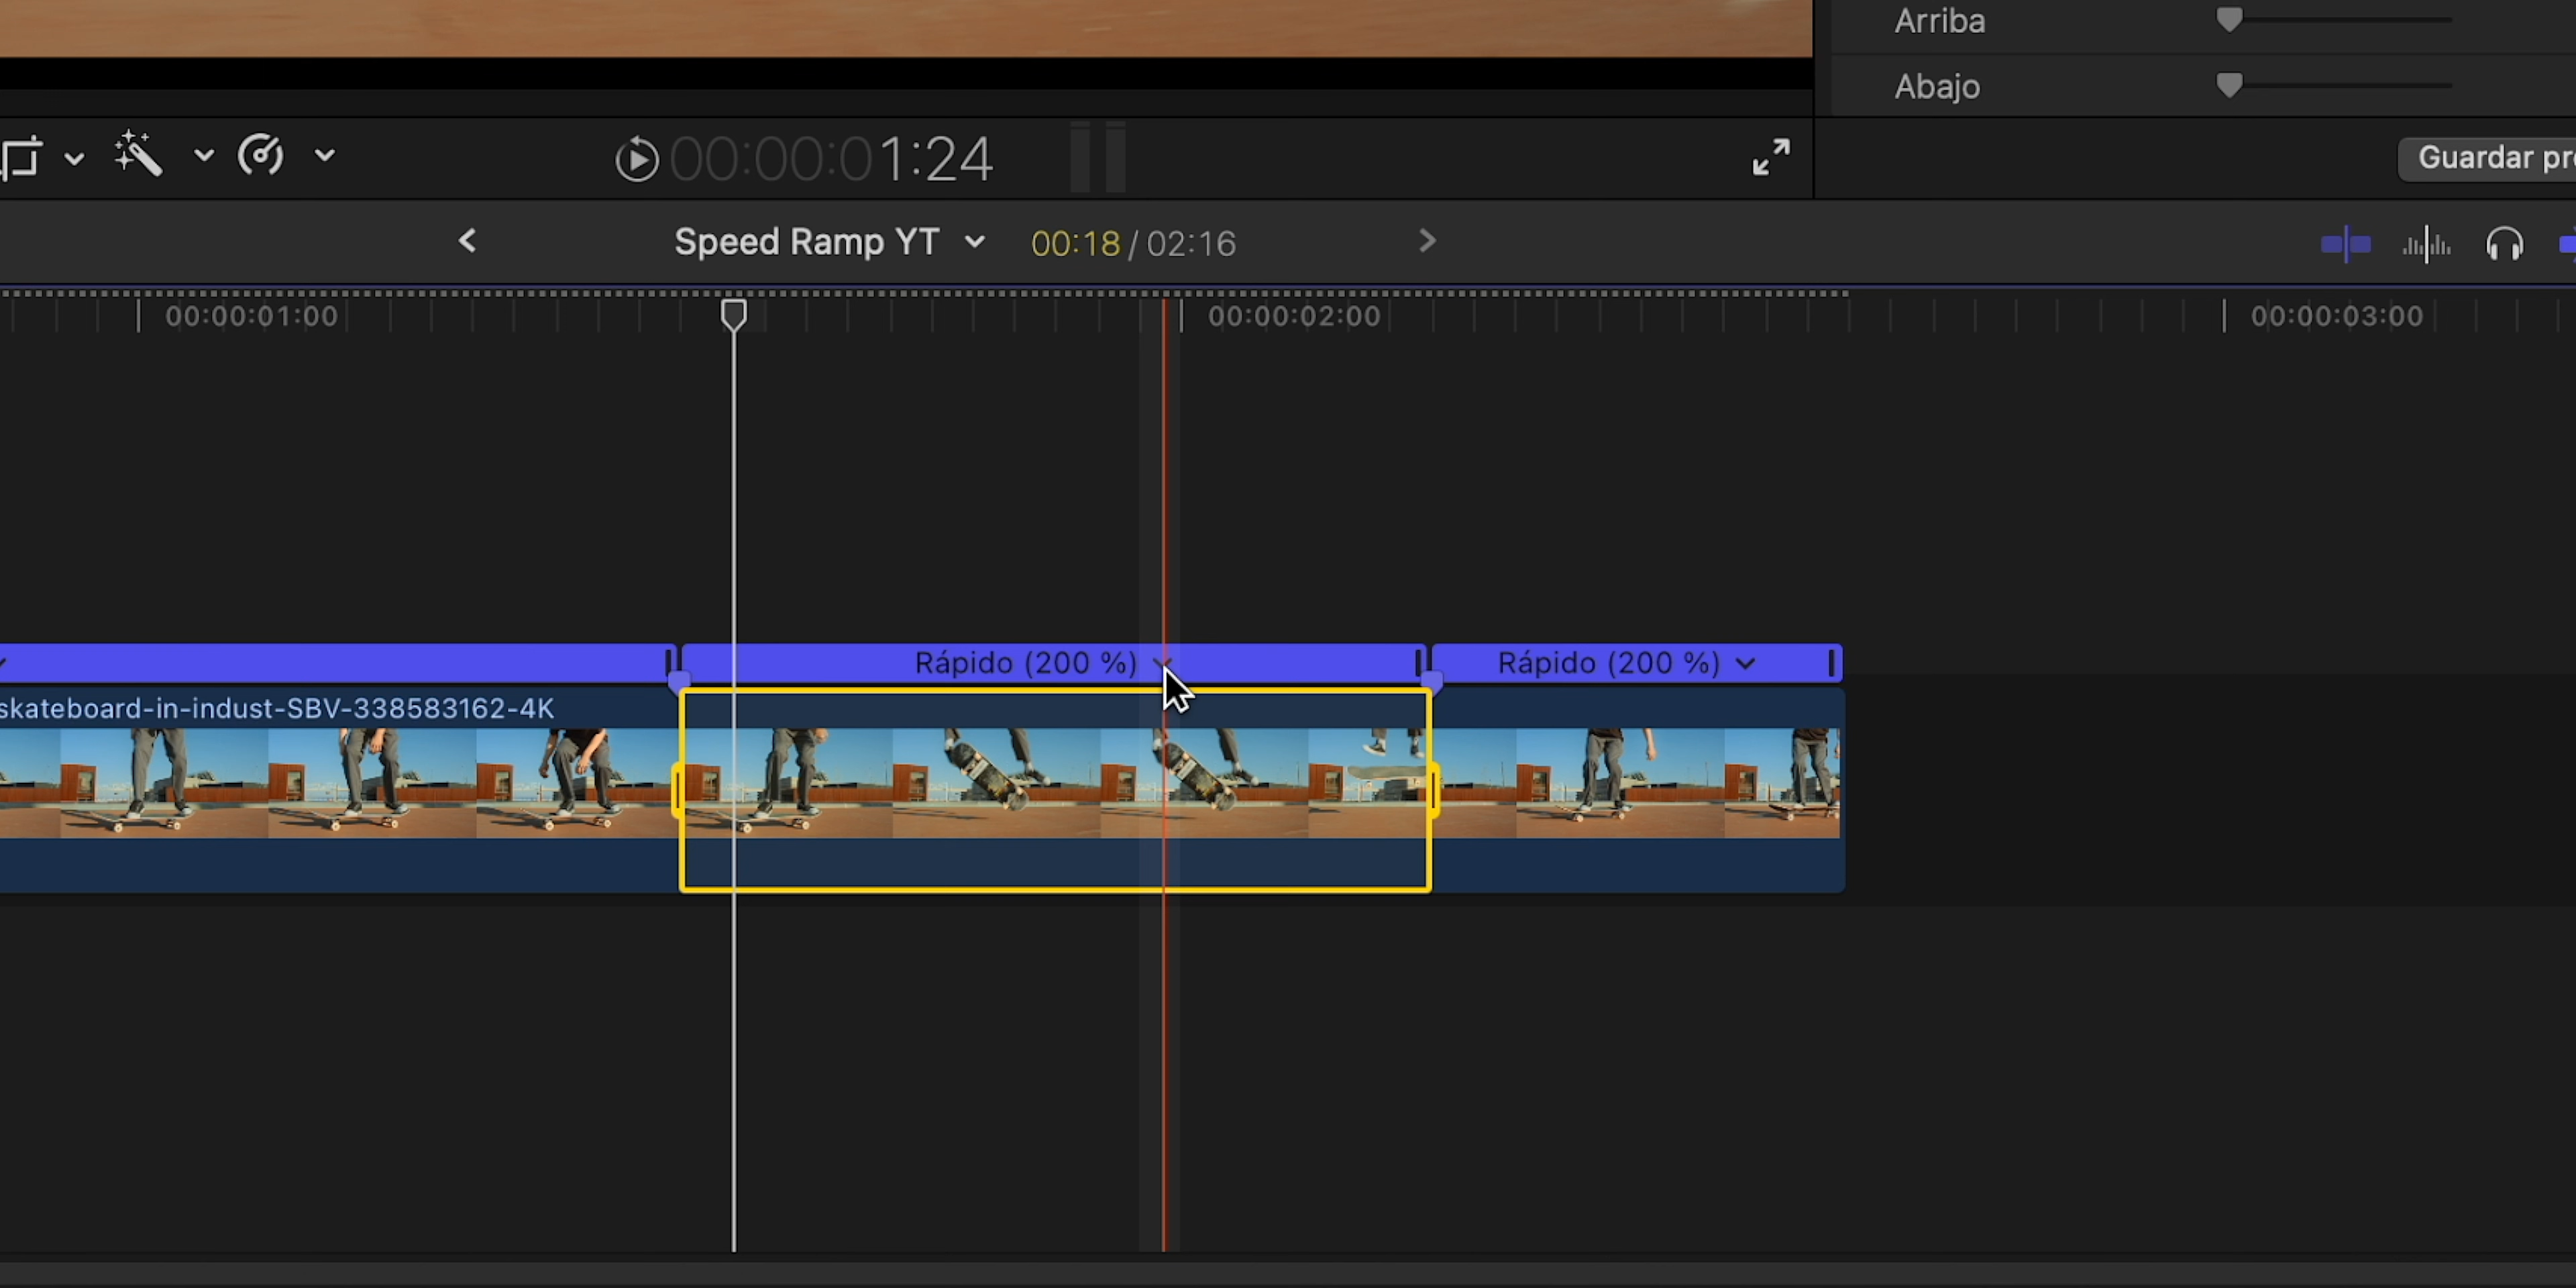 Arriba
Abajo
00:00:01:24
Guardar pr
Speed Ramp YT
00:18 / 02:16
00:00:01:00
00:00:02:00
00:00:03:00
Rápido (200 %)
Rápido (200 %)
skateboard-in-indust-SBV-338583162-4K